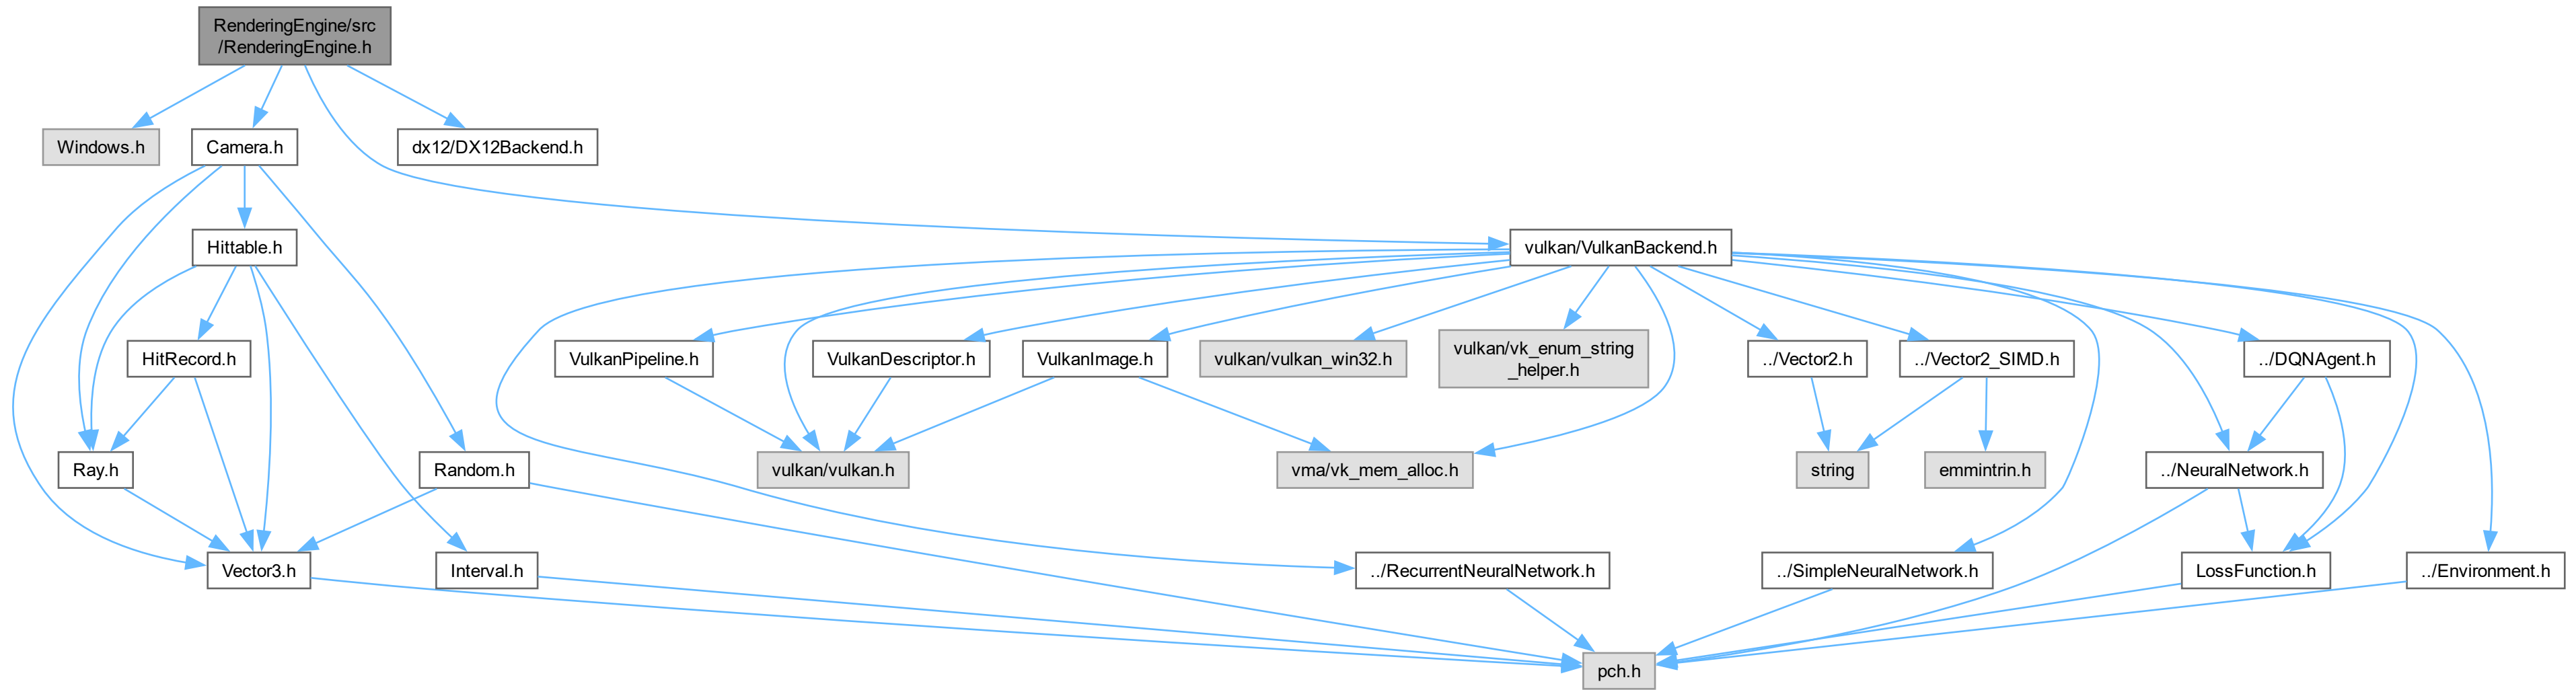 RenderingEngine/src
/RenderingEngine.h
Windows.h
Camera.h
dx12/DX12Backend.h
Hittable.h
vulkan/VulkanBackend.h
HitRecord.h
VulkanPipeline.h
VulkanDescriptor.h
VulkanImage.h
vulkan/vulkan_win32.h
vulkan/vk_enum_string
_helper.h
../Vector2.h
../Vector2_SIMD.h
../DQNAgent.h
Ray.h
Random.h
vulkan/vulkan.h
vma/vk_mem_alloc.h
string
emmintrin.h
../NeuralNetwork.h
Vector3.h
Interval.h
../RecurrentNeuralNetwork.h
../SimpleNeuralNetwork.h
LossFunction.h
../Environment.h
pch.h